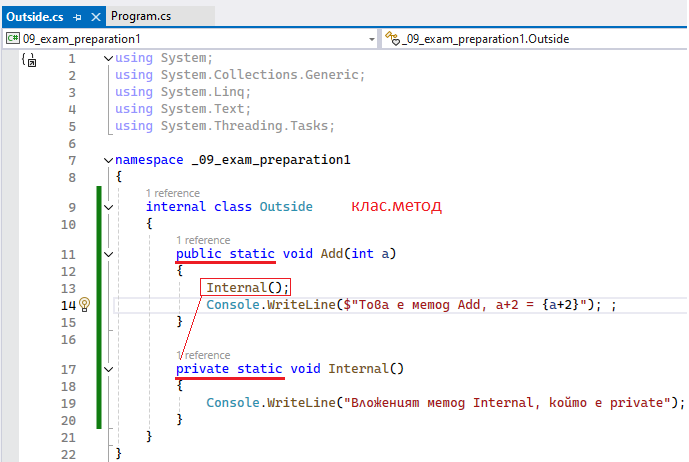 Outside.cs
Program.cs
C# 09_exam_preparation1
_09_exam_preparation1.Outside
1 using System;
2 using System.Collections.Generic;
3 using System.Linq;
4 using System.Text;
5 using System.Threading.Tasks;
6
7 namespace _09_exam_preparation1
8 {
1 reference
9 internal class Outside клас.метод
10 {
1 reference
11 public static void Add(int a)
12 {
13 Internal();
14 Console.WriteLine($"Това е метод Add, a+2 = {a+2}"); ;
15 }
16
1 reference
17 private static void Internal()
18 {
19 Console.WriteLine("Вложеният метод Internal, който е private");
20 }
21 }
22 }